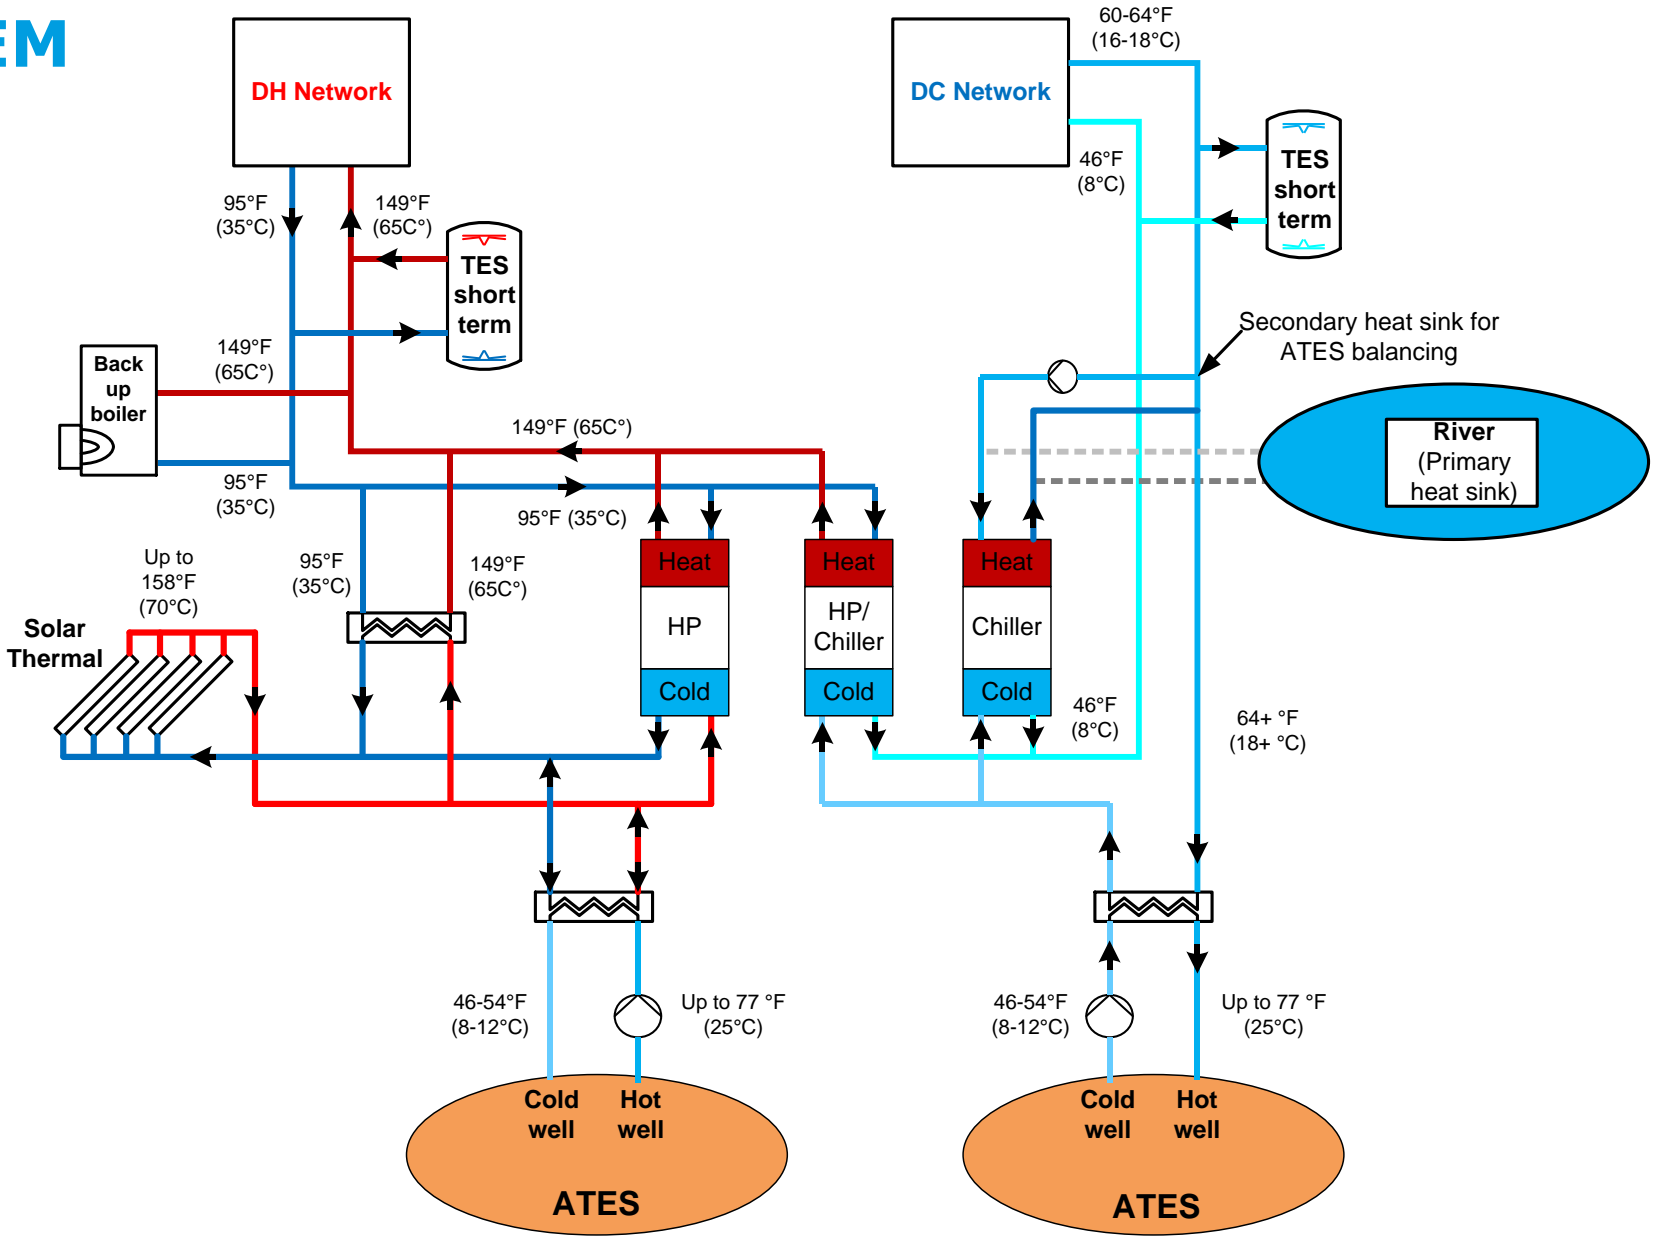 EM
60-64°F
(16-18°C)
DH Network
DC Network
TES
short
term
46°F
(8°C)
95°F
(35°C)
149°F
(65C°)
TES
short
term
Secondary heat sink for
ATES balancing
149°F
(65C°)
Back
up
boiler
149°F (65C°)
River
(Primary
heat sink)
95°F
(35°C)
95°F (35°C)
Up to
158°F
(70°C)
95°F
(35°C)
149°F
(65C°)
Heat
HP
Cold
Heat
HP/
Chiller
Cold
Heat
Chiller
Cold
Solar
Thermal
46°F
(8°C)
64+ °F
(18+ °C)
46-54°F
(8-12°C)
Up to 77 °F
(25°C)
46-54°F
(8-12°C)
Up to 77 °F
(25°C)
Cold
well
Hot
well
ATES
Cold
well
Hot
well
ATES